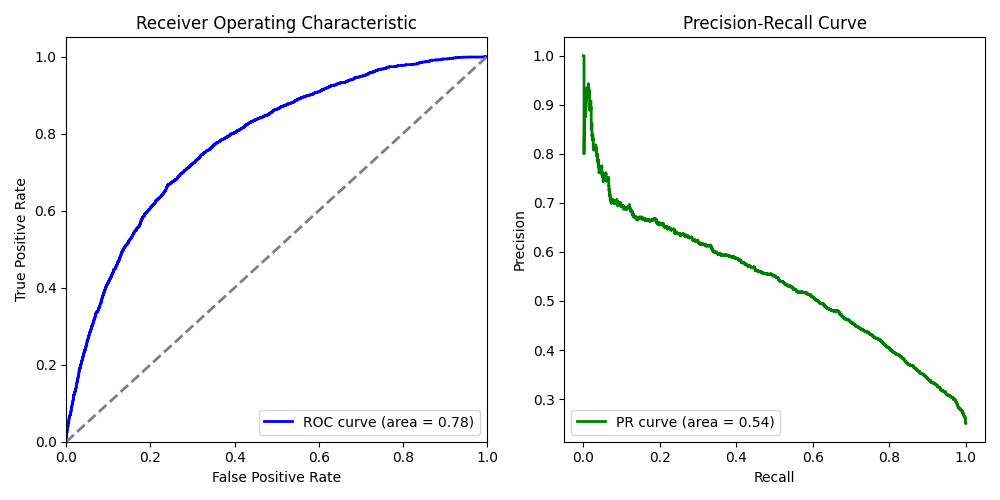 Receiver Operating Characteristic
True Positive Rate
1.0
0.8
0.6
0.4
0.2
0.0
0.0 0.2 0.4 0.6 0.8 1.0
False Positive Rate
ROC curve (area = 0.78)
Precision-Recall Curve
Precision
1.0
0.9
0.8
0.7
0.6
0.5
0.4
0.3
0.0 0.2 0.4 0.6 0.8 1.0
Recall
PR curve (area = 0.54)